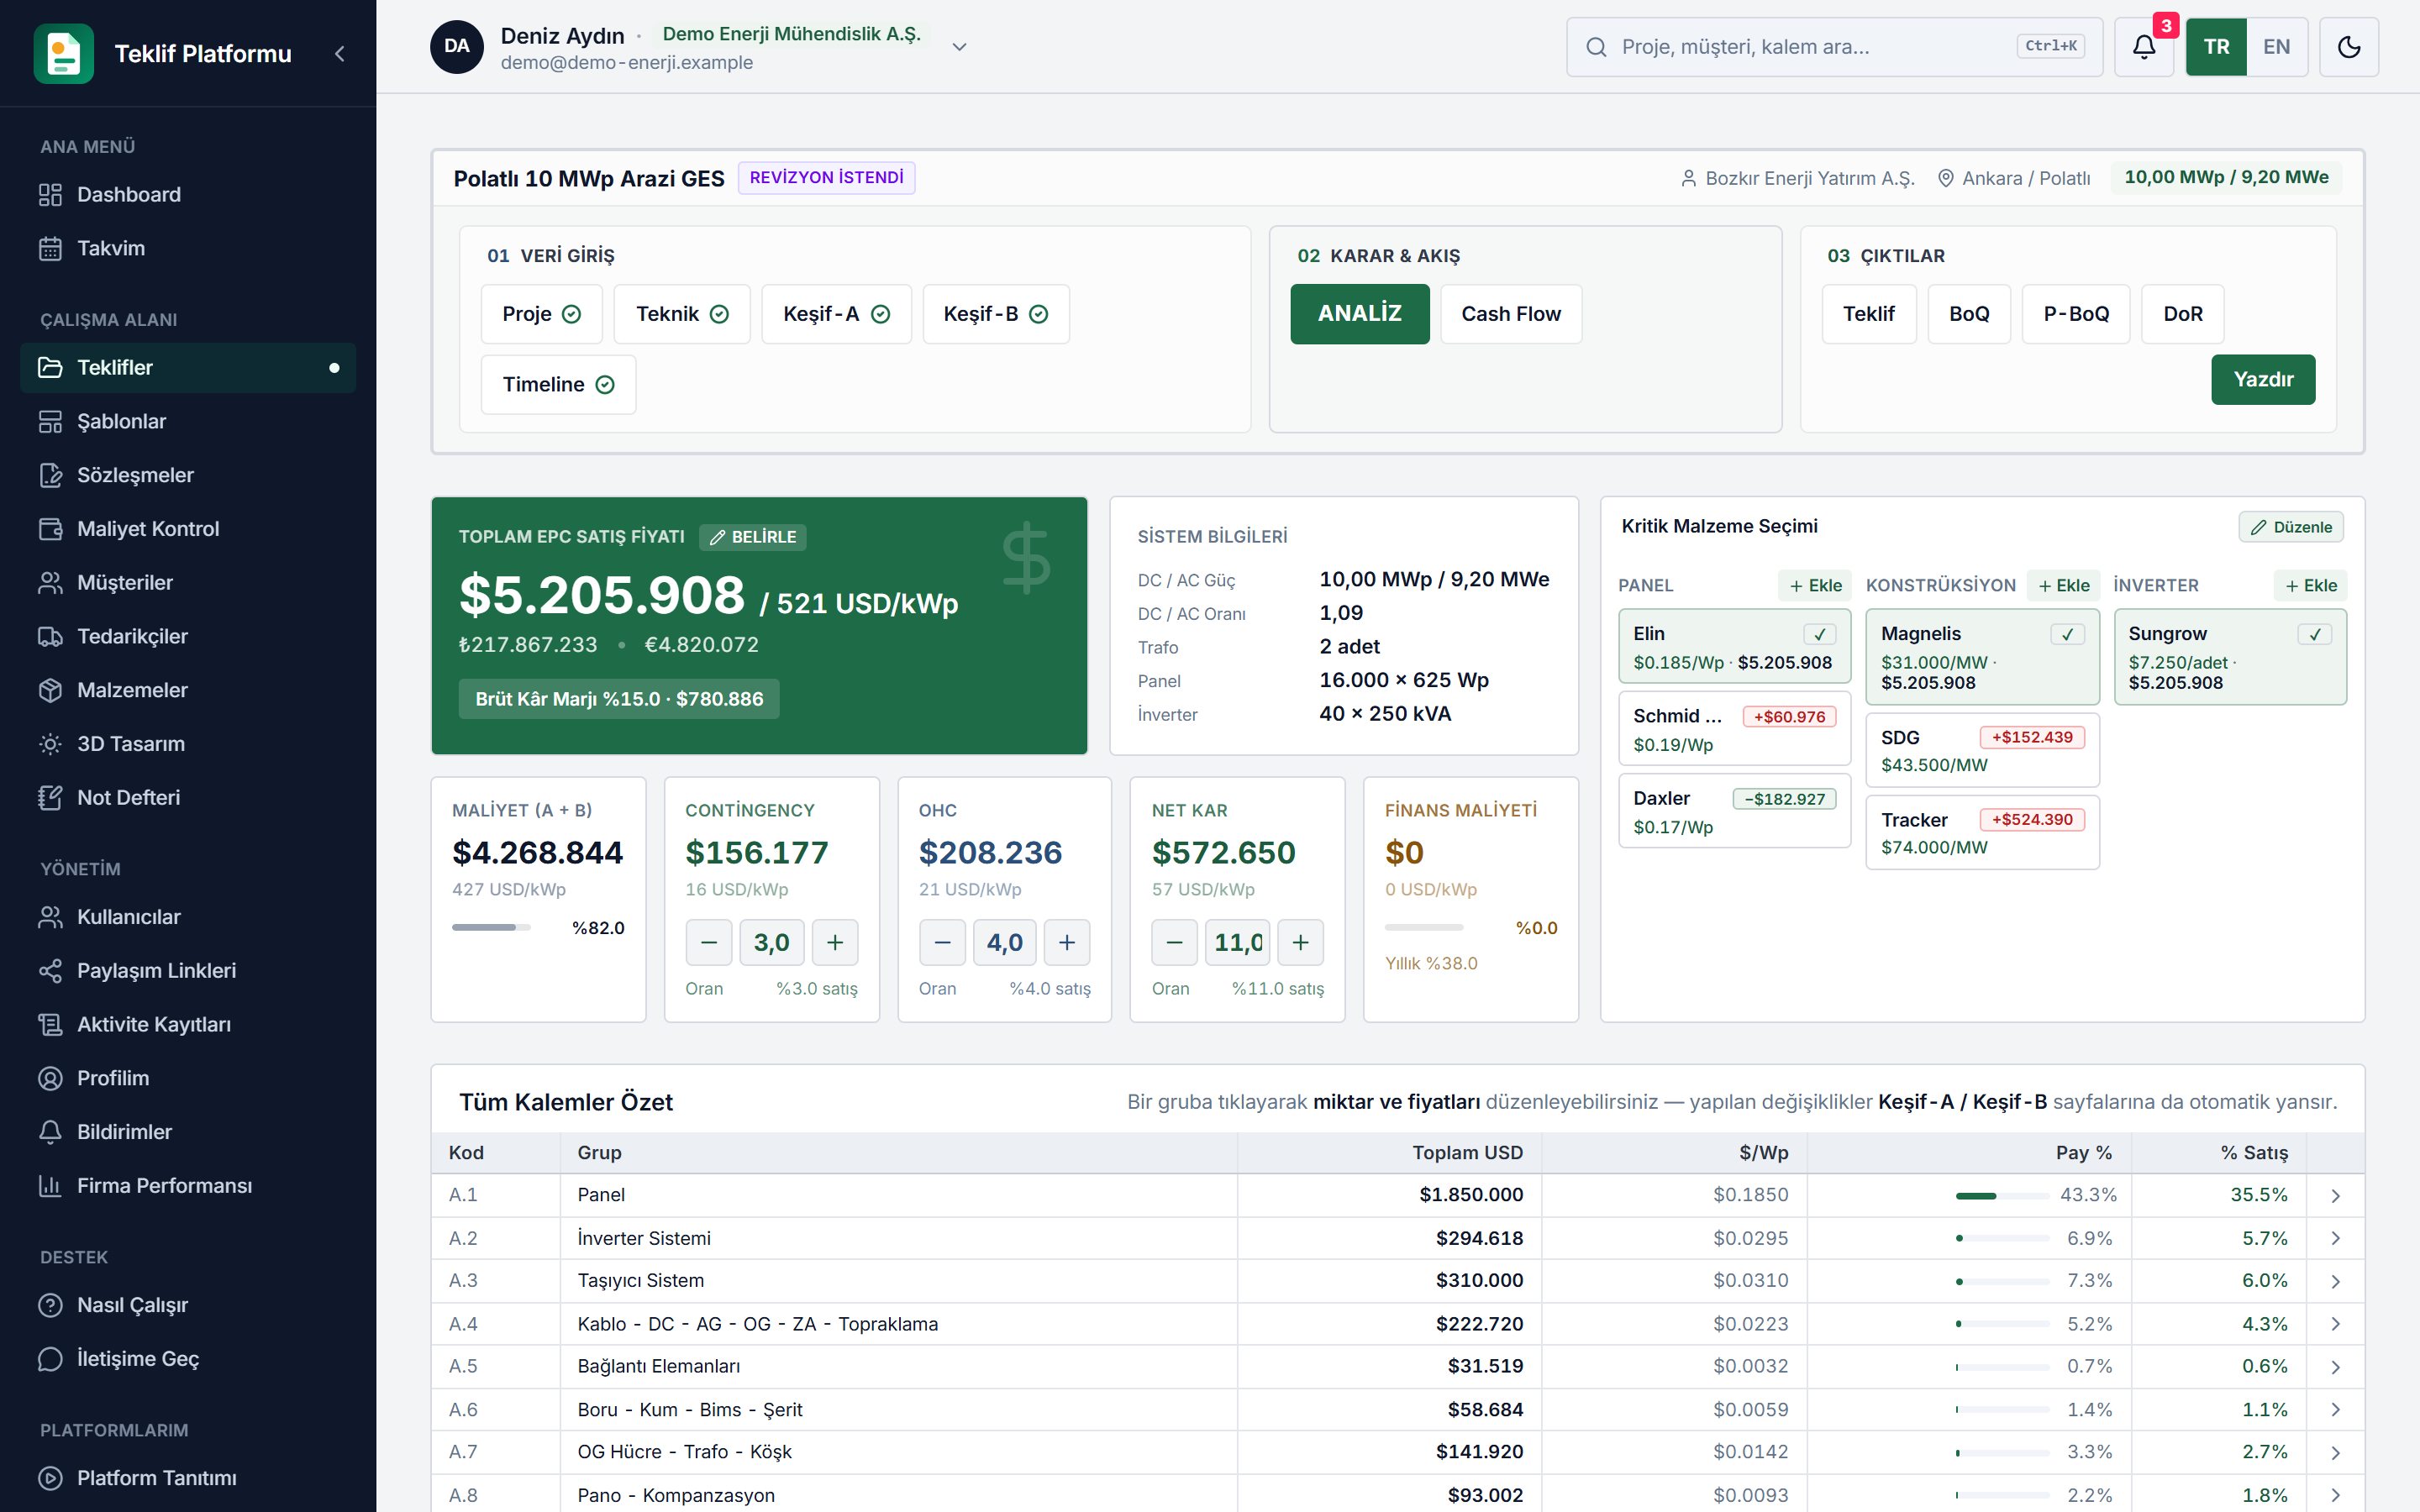 Teklif Platformu
ANA MENÜ
Dashboard
Takvim
ÇALIŞMA ALANI
Teklifler
Şablonlar
Sözleşmeler
Maliyet Kontrol
Müşteriler
Tedarikçiler
Malzemeler
3D Tasarım
Not Defteri
YÖNETİM
Kullanıcılar
Paylaşım Linkleri
Aktivite Kayıtları
Profilim
Bildirimler
Firma Performansı
DESTEK
Nasıl Çalışır
İletişime Geç
PLATFORMLARIM
Platform Tanıtımı
DA
Deniz Aydın · Demo Enerji Mühendislik A.Ş.
demo@demo-enerji.example
Proje, müşteri, kalem ara... Ctrl+K
3
TR EN
Polatlı 10 MWp Arazi GES REVİZYON İSTENDİ
Bozkır Enerji Yatırım A.Ş. Ankara / Polatlı 10,00 MWp / 9,20 MWe
01 VERİ GİRİŞ
Proje Teknik Keşif-A Keşif-B
Timeline
02 KARAR & AKIŞ
ANALİZ Cash Flow
03 ÇIKTILAR
Teklif BoQ P-BoQ DoR
Yazdır
TOPLAM EPC SATIŞ FİYATI BELİRLE
$5.205.908 / 521 USD/kWp
₺217.867.233 • €4.820.072
Brüt Kâr Marjı %15.0 · $780.886
SİSTEM BİLGİLERİ
DC / AC Güç 10,00 MWp / 9,20 MWe
DC / AC Oranı 1,09
Trafo 2 adet
Panel 16.000 × 625 Wp
İnverter 40 × 250 kVA
Kritik Malzeme Seçimi Düzenle
PANEL + Ekle
Elin ✓
$0.185/Wp · $5.205.908
Schmid ... +$60.976
$0.19/Wp
Daxler −$182.927
$0.17/Wp
KONSTRÜKSİYON + Ekle
Magnelis ✓
$31.000/MW ·
$5.205.908
SDG +$152.439
$43.500/MW
Tracker +$524.390
$74.000/MW
İNVERTER + Ekle
Sungrow ✓
$7.250/adet ·
$5.205.908
MALİYET (A + B)
$4.268.844
427 USD/kWp
%82.0
CONTİNGENCY
$156.177
16 USD/kWp
− 3,0 +
Oran %3.0 satış
OHC
$208.236
21 USD/kWp
− 4,0 +
Oran %4.0 satış
NET KAR
$572.650
57 USD/kWp
− 11,0 +
Oran %11.0 satış
FİNANS MALİYETİ
$0
0 USD/kWp
%0.0
Yıllık %38.0
Tüm Kalemler Özet
Bir gruba tıklayarak miktar ve fiyatları düzenleyebilirsiniz — yapılan değişiklikler Keşif-A / Keşif-B sayfalarına da otomatik yansır.
Kod Grup Toplam USD $/Wp Pay % % Satış
A.1 Panel $1.850.000 $0.1850 43.3% 35.5%
A.2 İnverter Sistemi $294.618 $0.0295 6.9% 5.7%
A.3 Taşıyıcı Sistem $310.000 $0.0310 7.3% 6.0%
A.4 Kablo - DC - AG - OG - ZA - Topraklama $222.720 $0.0223 5.2% 4.3%
A.5 Bağlantı Elemanları $31.519 $0.0032 0.7% 0.6%
A.6 Boru - Kum - Bims - Şerit $58.684 $0.0059 1.4% 1.1%
A.7 OG Hücre - Trafo - Köşk $141.920 $0.0142 3.3% 2.7%
A.8 Pano - Kompanzasyon $93.002 $0.0093 2.2% 1.8%